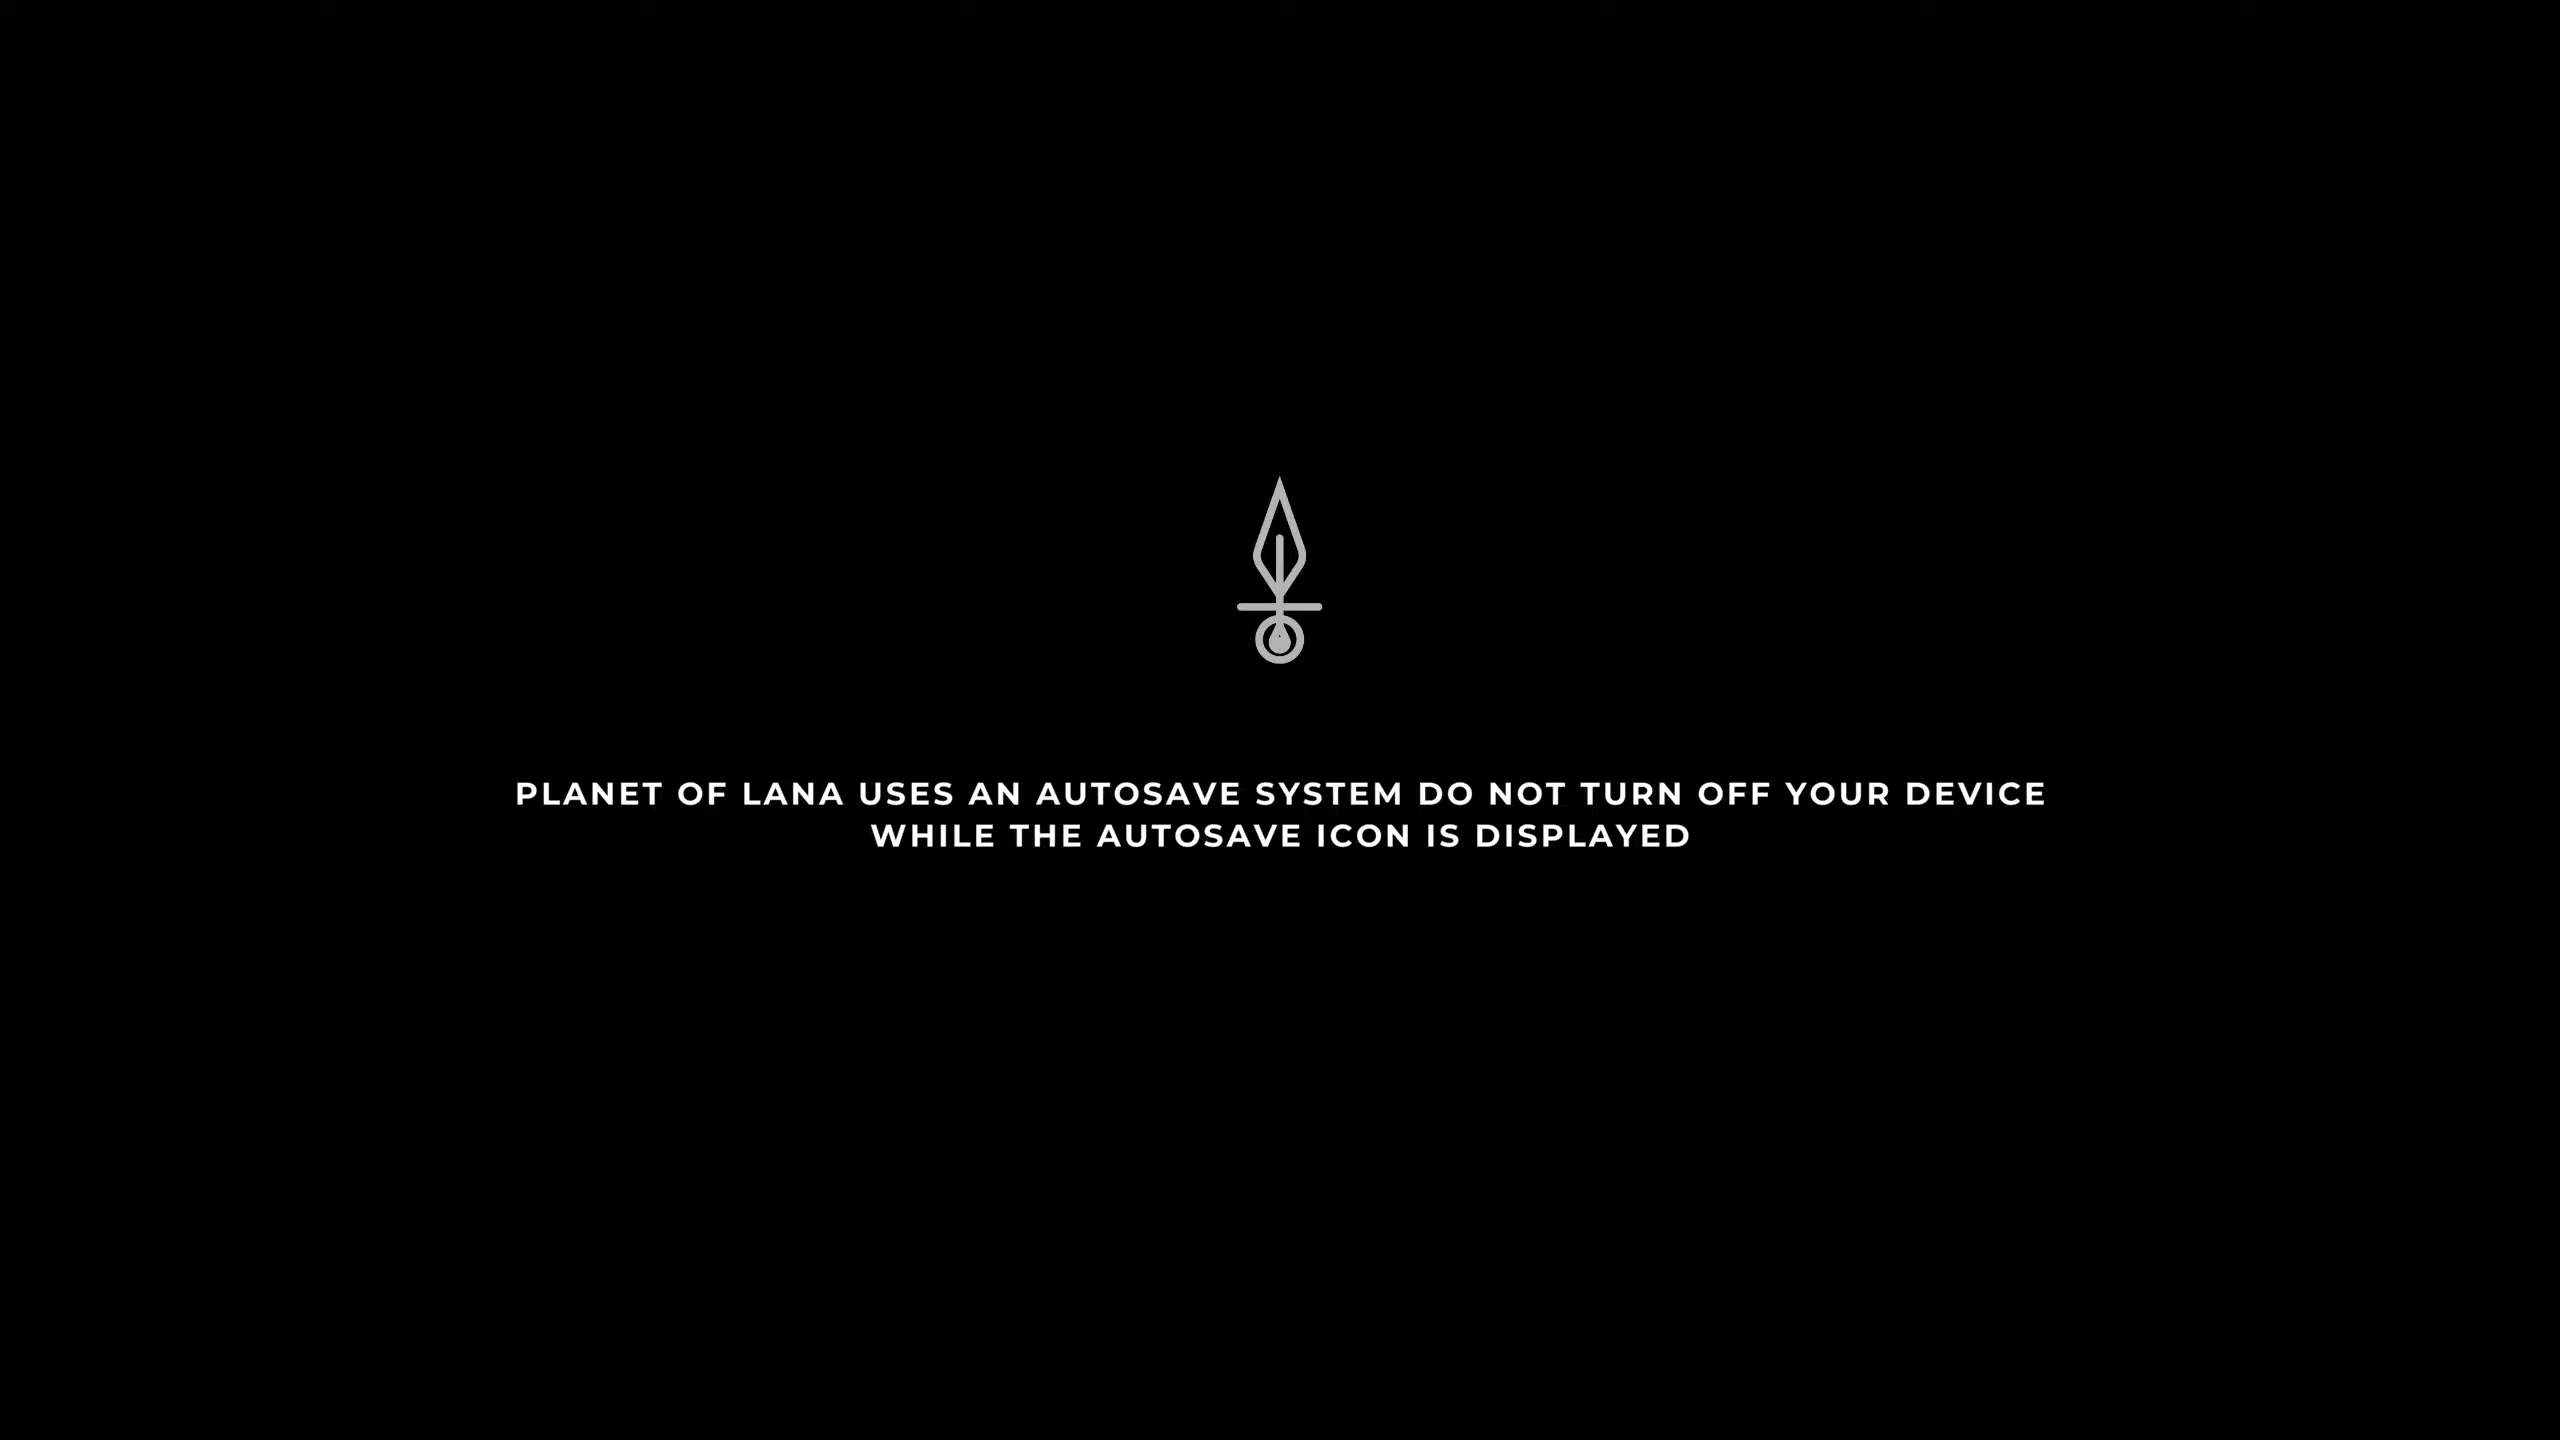 PLANET OF LANA USES AN AUTOSAVE SYSTEM DO NOT TURN OFF YOUR DEVICE
WHILE THE AUTOSAVE ICON IS DISPLAYED